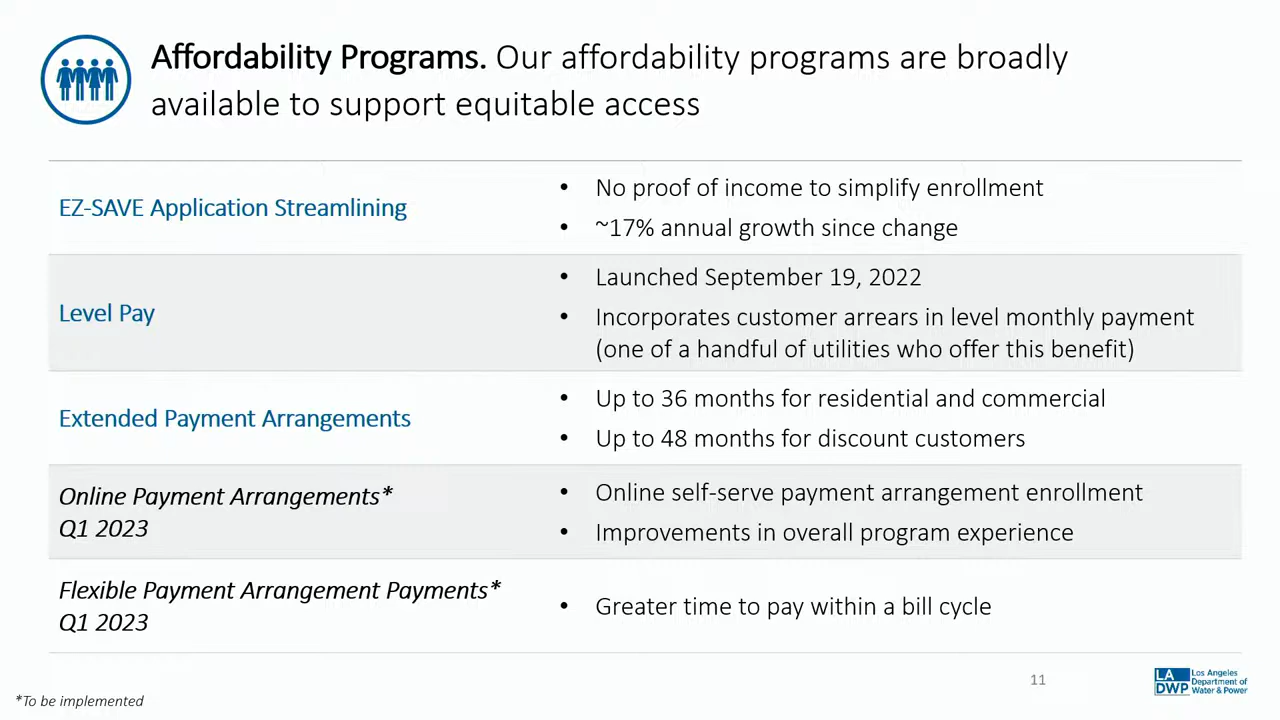 Affordability Programs. Our affordability programs are broadly
available to support equitable access
EZ-SAVE Application Streamlining
• No proof of income to simplify enrollment
• ~17% annual growth since change
Level Pay
• Launched September 19, 2022
• Incorporates customer arrears in level monthly payment
(one of a handful of utilities who offer this benefit)
Extended Payment Arrangements
• Up to 36 months for residential and commercial
• Up to 48 months for discount customers
Online Payment Arrangements*
Q1 2023
• Online self-serve payment arrangement enrollment
• Improvements in overall program experience
Flexible Payment Arrangement Payments*
Q1 2023
• Greater time to pay within a bill cycle
11
LA
DWP
Los Angeles
Department of
Water & Power
*To be implemented